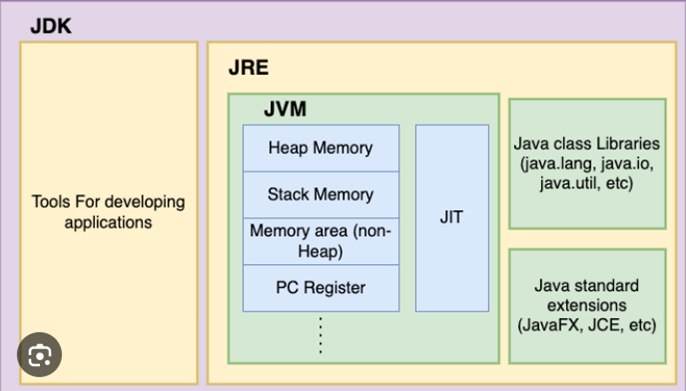 JDK
Tools For developing
applications
JRE
JVM
Heap Memory
Stack Memory
Memory area (non-
Heap)
PC Register
JIT
Java class Libraries
(java.lang, java.io,
java.util, etc)
Java standard
extensions
(JavaFX, JCE, etc)